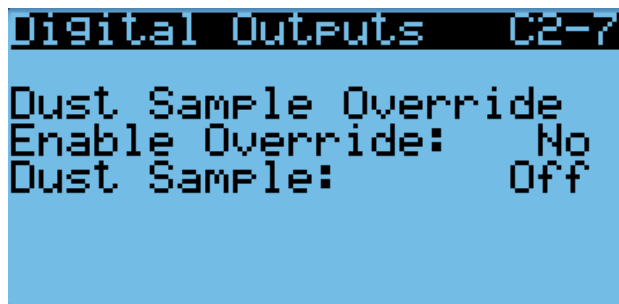 Digital Outputs C2-7
Dust Sample Override
Enable Override: No
Dust Sample: Off